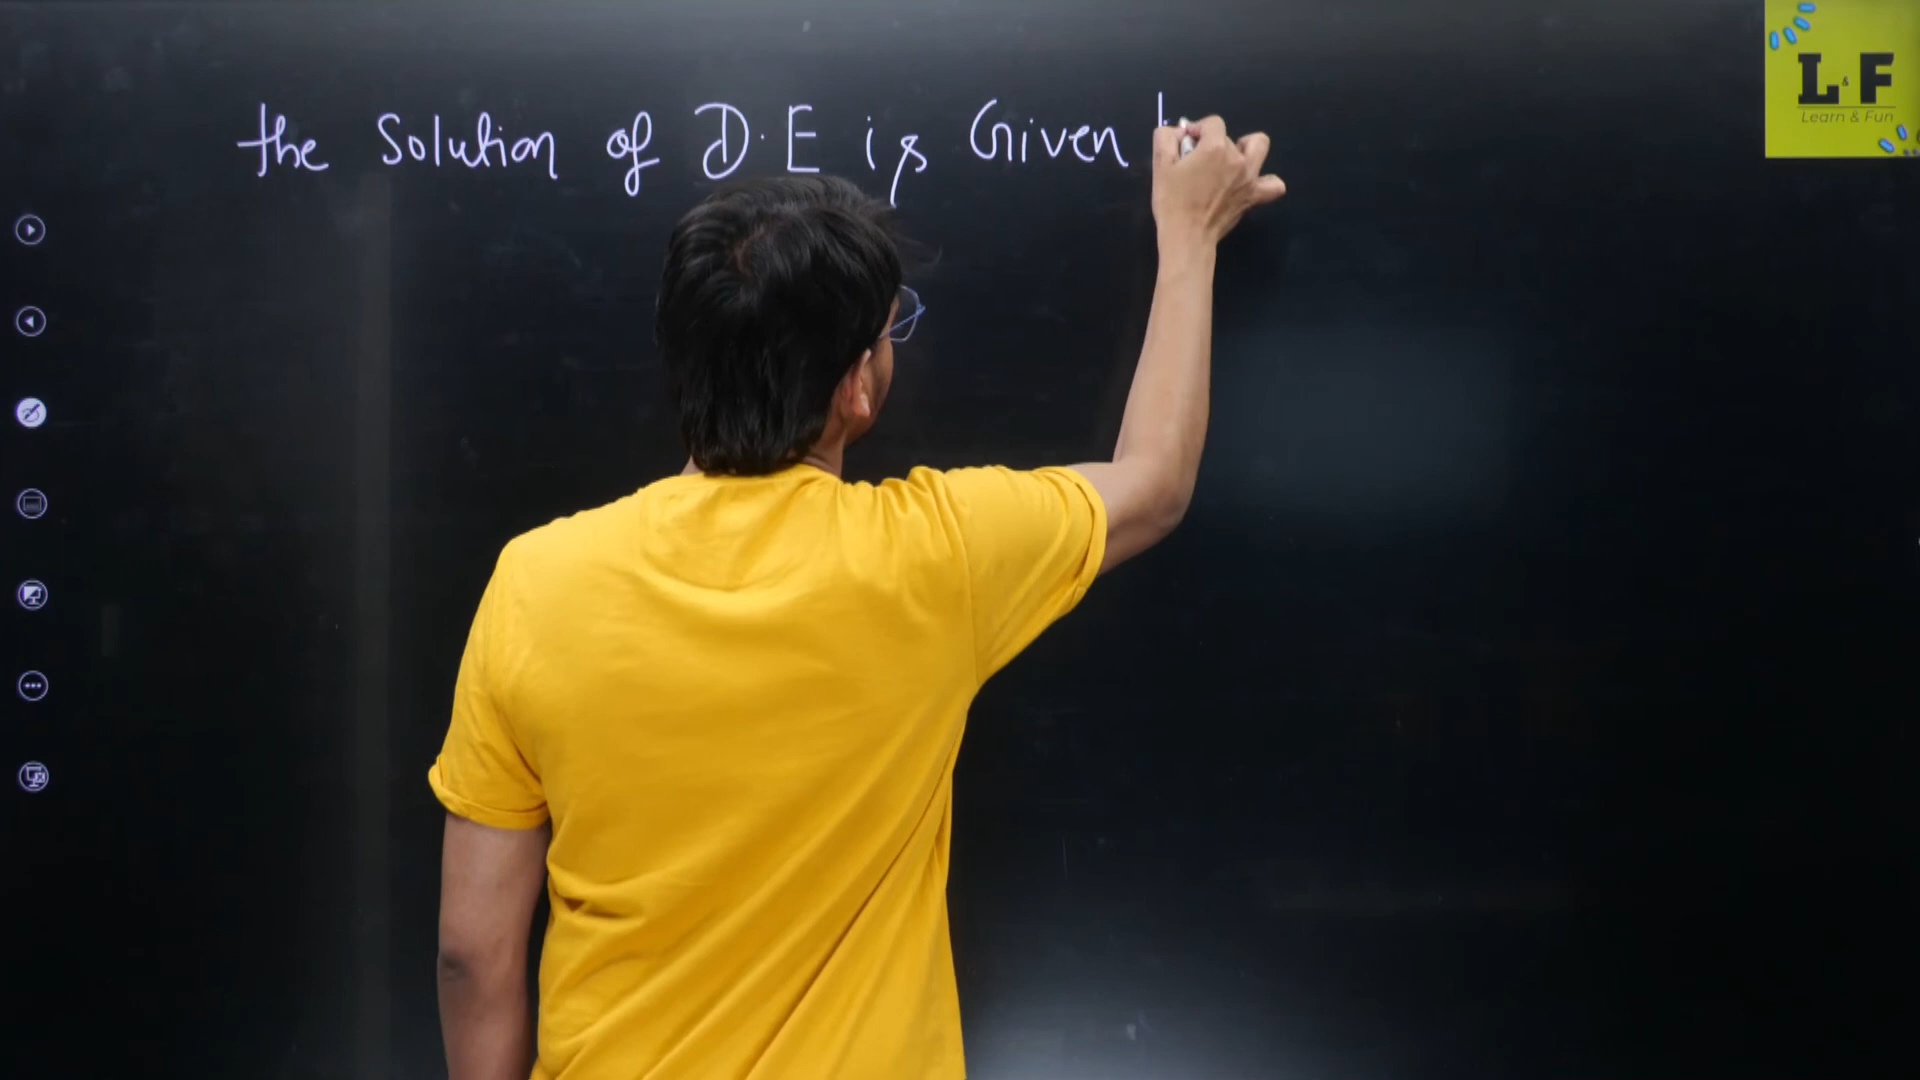 the Solution of D.E is Given
L&F
Learn & Fun